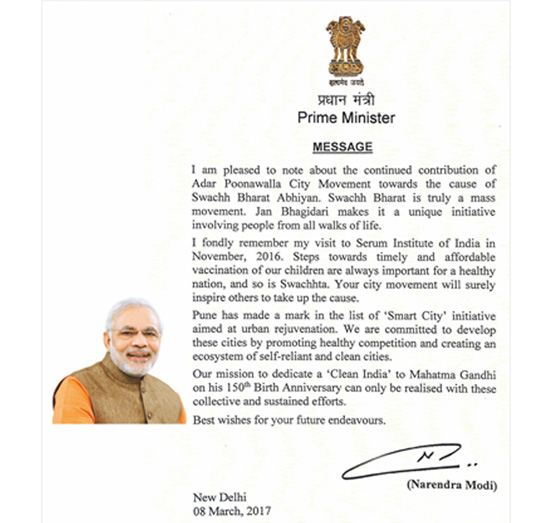 सत्यमेव जयते
प्रधान मंत्री
Prime Minister
MESSAGE
I am pleased to note about the continued contribution of
Adar Poonawalla City Movement towards the cause of
Swachh Bharat Abhiyan. Swachh Bharat is truly a mass
movement. Jan Bhagidari makes it a unique initiative
involving people from all walks of life.
I fondly remember my visit to Serum Institute of India in
November, 2016. Steps towards timely and affordable
vaccination of our children are always important for a healthy
nation, and so is Swachhta. Your city movement will surely
inspire others to take up the cause.
Pune has made a mark in the list of ‘Smart City’ initiative
aimed at urban rejuvenation. We are committed to develop
these cities by promoting healthy competition and creating an
ecosystem of self-reliant and clean cities.
Our mission to dedicate a ‘Clean India’ to Mahatma Gandhi
on his 150th Birth Anniversary can only be realised with these
collective and sustained efforts.
Best wishes for your future endeavours.
(Narendra Modi)
New Delhi
08 March, 2017